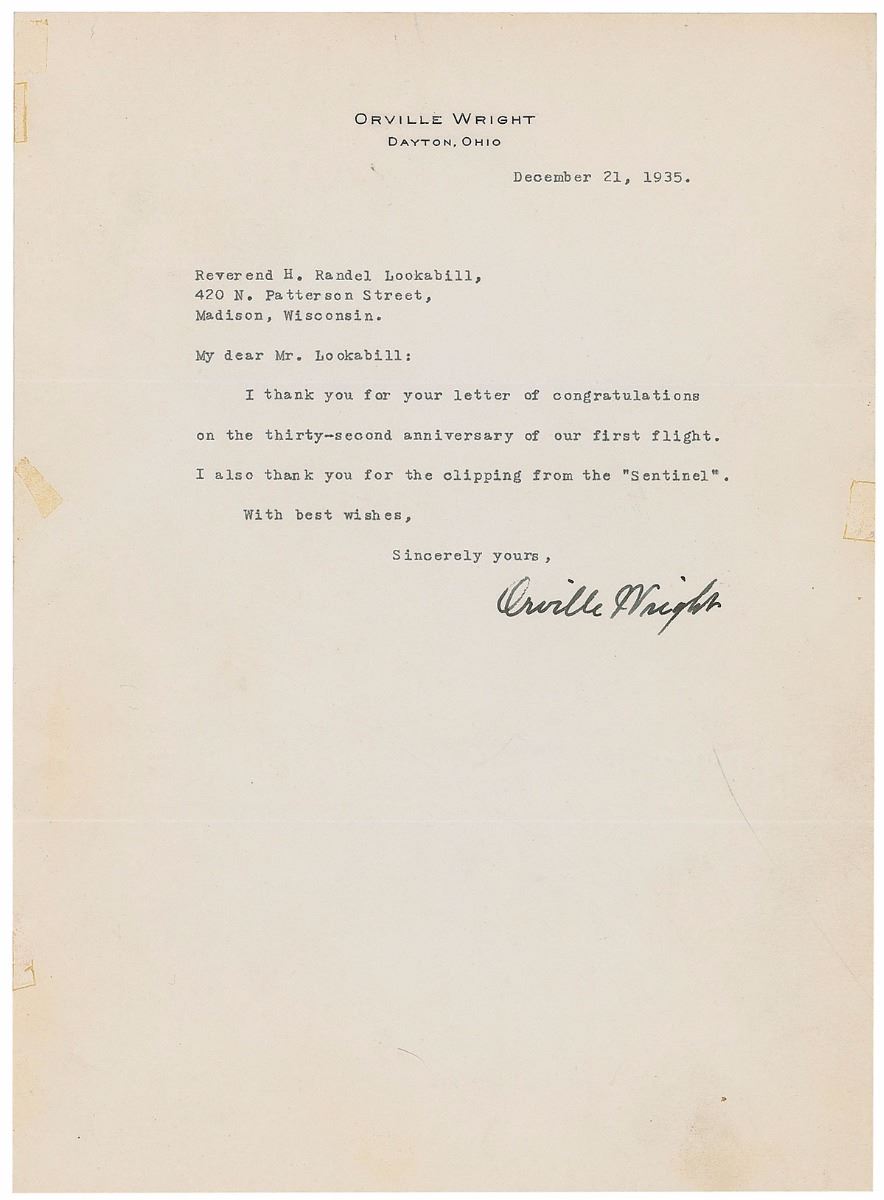 ORVILLE WRIGHT
DAYTON, OHIO
December 21, 1935.
Reverend H. Randel Lookabill,
420 N. Patterson Street,
Madison, Wisconsin.
My dear Mr. Lookabill:
I thank you for your letter of congratulations
on the thirty-second anniversary of our first flight.
I also thank you for the clipping from the "Sentinel".
With best wishes,
Sincerely yours,
Orville Wright